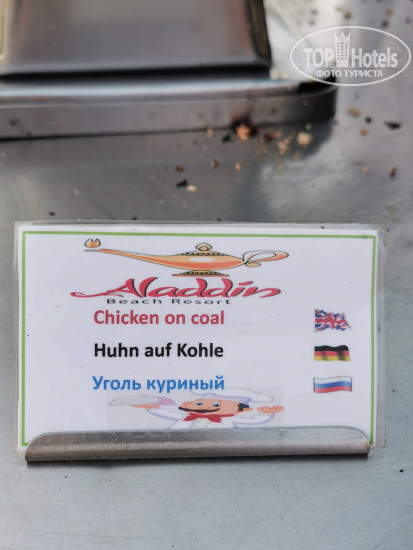 TOP Hotels
ФОТО ТУРИСТА
Aladdin
Beach Resort
Chicken on coal
Huhn auf Kohle
Уголь куриный